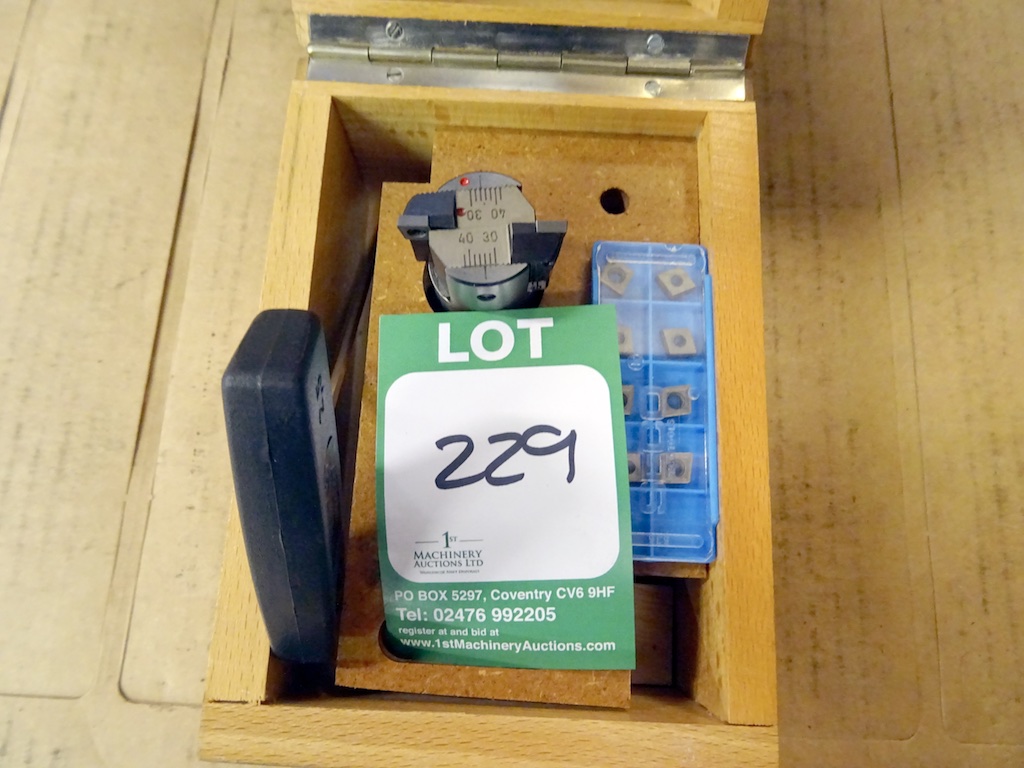 30 40
40 30
LOT
229
1ST
MACHINERY
AUCTIONS LTD
PO BOX 5297, Coventry CV6 9HF
Tel: 02476 992205
register at and bid at
www.1stMachineryAuctions.com